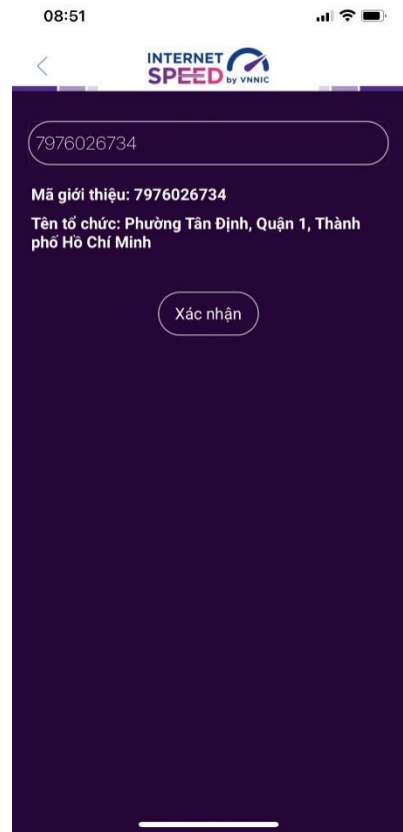 08:51
INTERNET
SPEED by VNNIC
7976026734
Mã giới thiệu: 7976026734
Tên tổ chức: Phường Tân Định, Quận 1, Thành
phố Hồ Chí Minh
Xác nhận